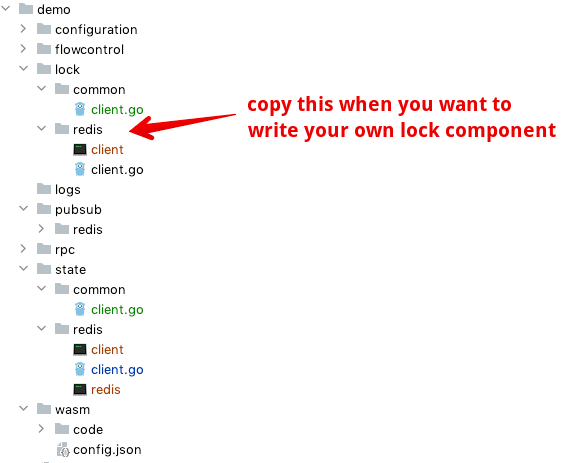 demo
configuration
flowcontrol
lock
common
client.go
copy this when you want to
write your own lock component
redis
client
client.go
logs
pubsub
redis
rpc
state
common
client.go
redis
client
client.go
redis
wasm
code
config.json